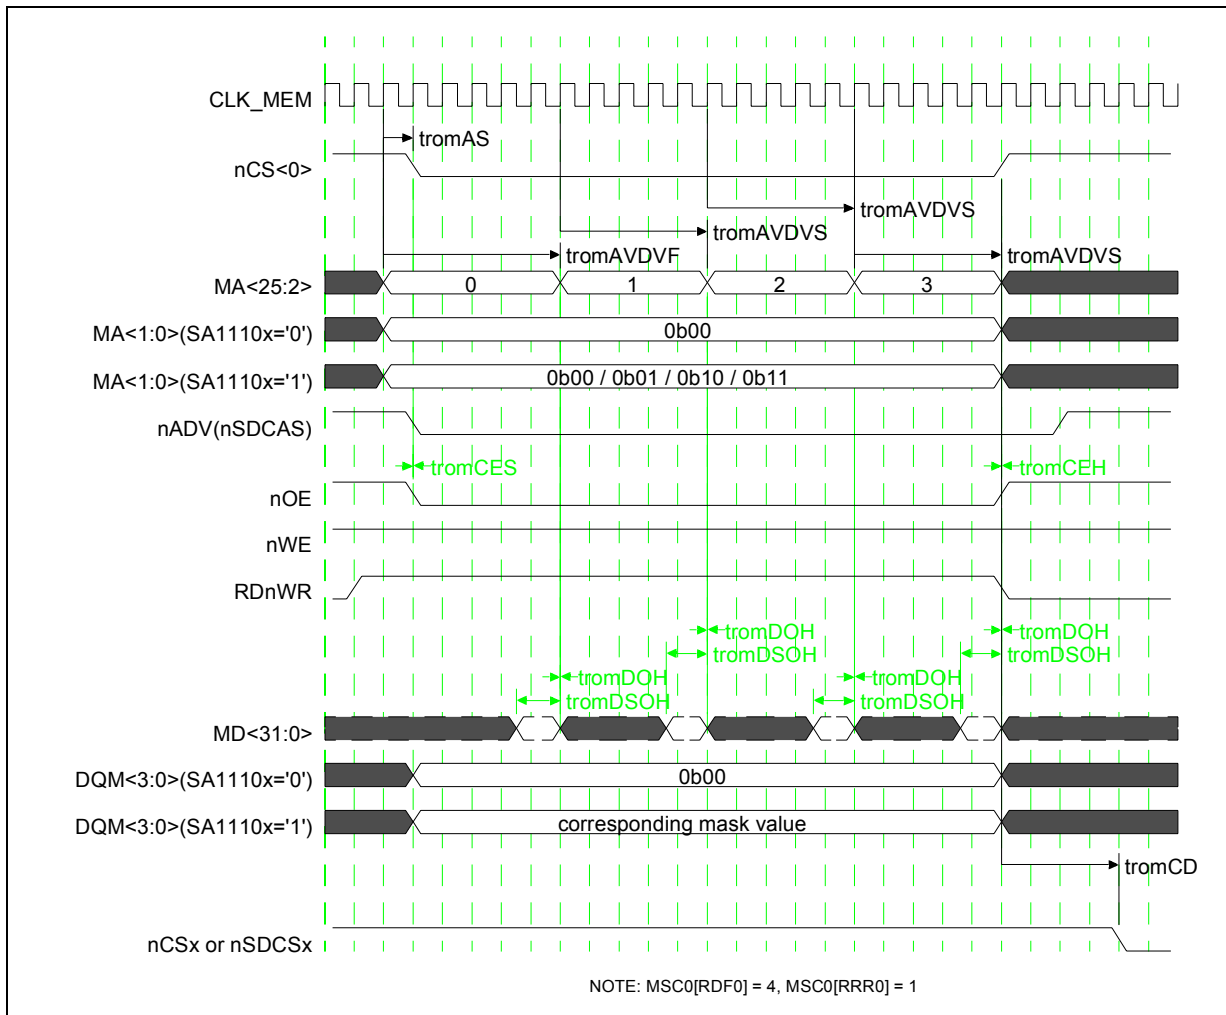 CLK_MEM
tromAS
nCS<0>
tromAVDVS
tromAVDVS
tromAVDVF
tromAVDVS
MA<25:2>
0
1
2
3
MA<1:0>(SA1110x='0')
0b00
MA<1:0>(SA1110x='1')
0b00 / 0b01 / 0b10 / 0b11
nADV(nSDCAS)
tromCES
tromCEH
nOE
nWE
RDnWR
tromDOH
tromDOH
tromDSOH
tromDSOH
tromDOH
tromDOH
tromDSOH
tromDSOH
MD<31:0>
DQM<3:0>(SA1110x='0')
0b00
DQM<3:0>(SA1110x='1')
corresponding mask value
tromCD
nCSx or nSDCSx
NOTE: MSC0[RDF0] = 4, MSC0[RRR0] = 1